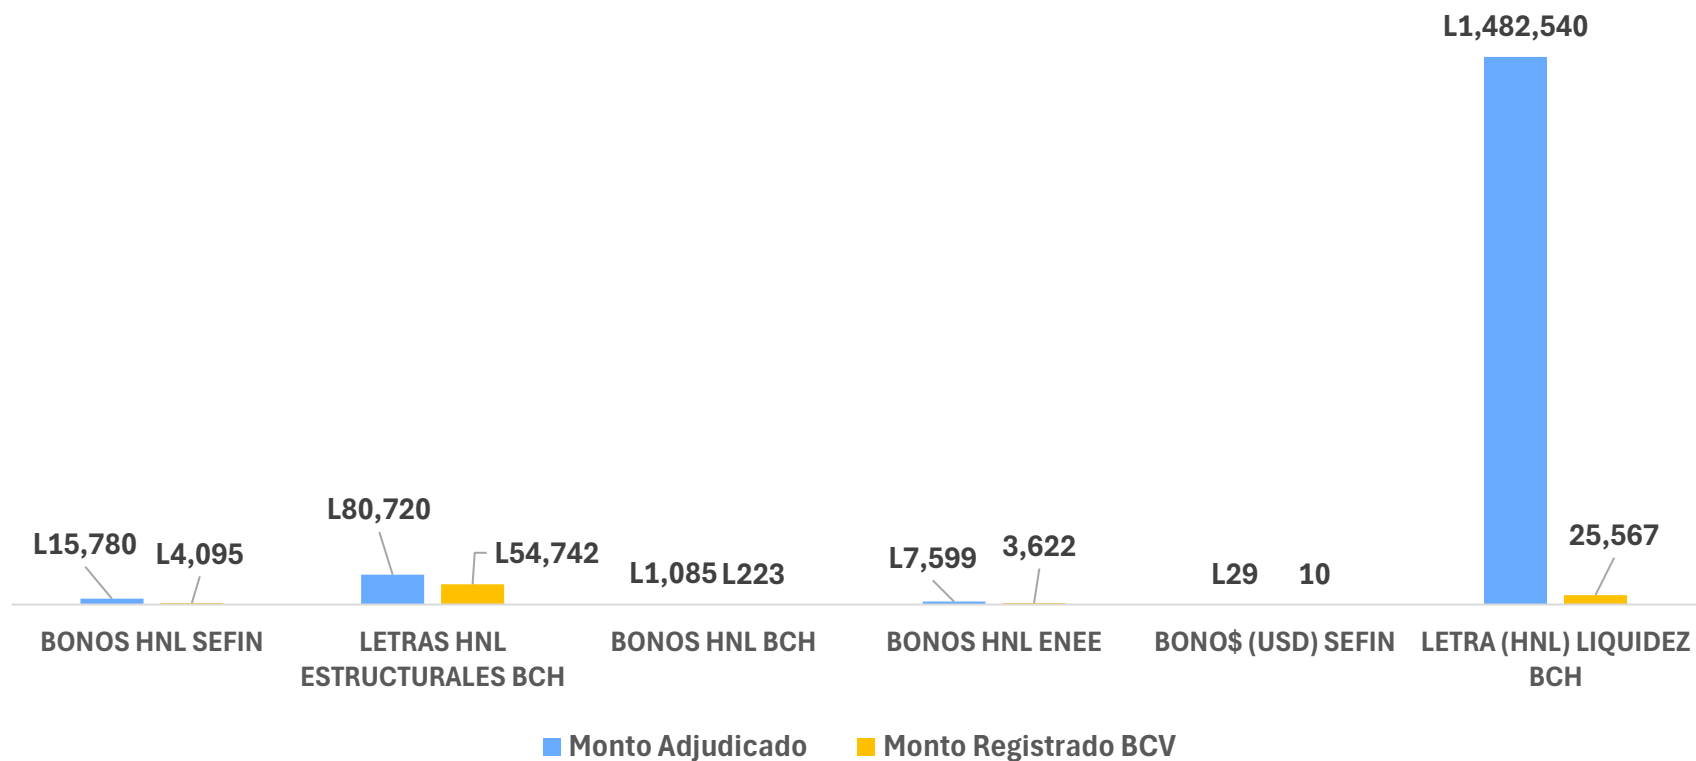 L1,482,540
L15,780
L4,095
L80,720
L54,742
L1,085
L223
L7,599
3,622
L29
10
25,567
BONOS HNL SEFIN
LETRAS HNL
ESTRUCTURALES BCH
BONOS HNL BCH
BONOS HNL ENEE
BONO$ (USD) SEFIN
LETRA (HNL) LIQUIDEZ
BCH
Monto Adjudicado
Monto Registrado BCV